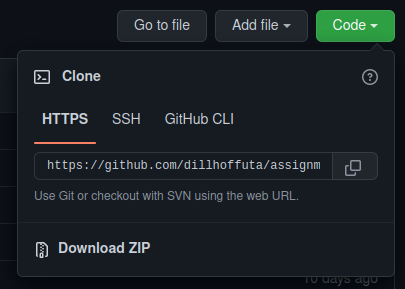 Go to file
Add file
Code
Clone
HTTPS
SSH
GitHub CLI
https://github.com/dillhoffuta/assignm
Use Git or checkout with SVN using the web URL.
Download ZIP
10 days ago